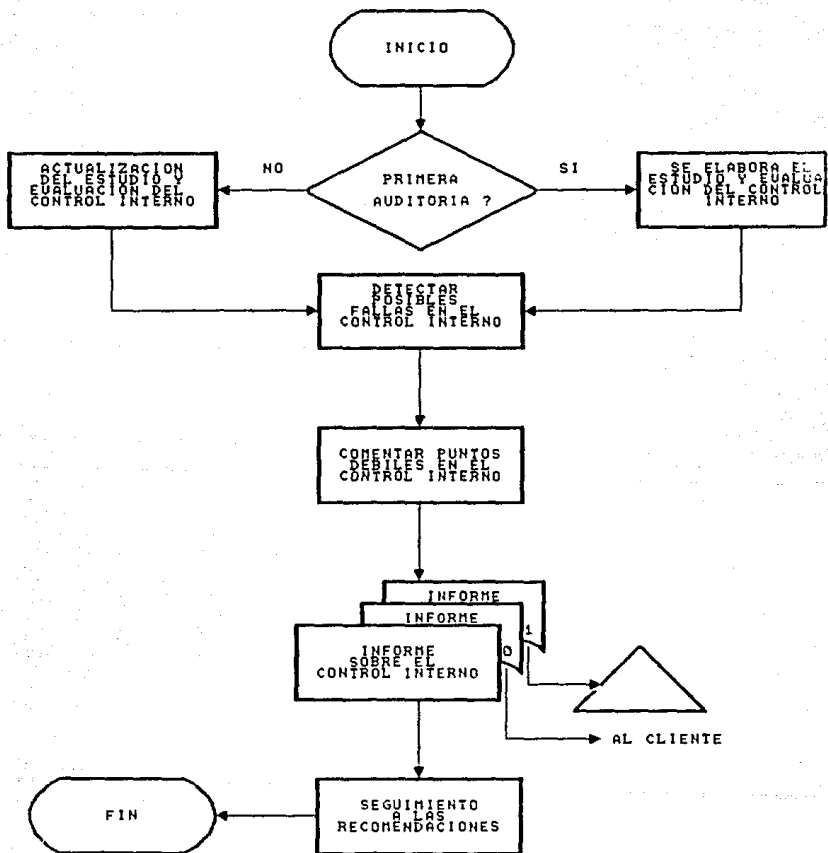 INICIO
NO
PRIMERA
AUDITORIA ?
SI
ACTUALIZACION
DEL ESTUDIO Y
EVALUACION DEL
CONTROL INTERNO
SE ELABORA EL
ESTUDIO Y EVALUA
CION DEL CONTROL
INTERNO
DETECTAR
POSIBLES
FALLAS EN EL
CONTROL INTERNO
COMENTAR PUNTOS
DEBILES EN EL
CONTROL INTERNO
INFORME
1
INFORME
0
INFORME
SOBRE EL
CONTROL INTERNO
AL CLIENTE
SEGUIMIENTO
A LAS
RECOMENDACIONES
FIN